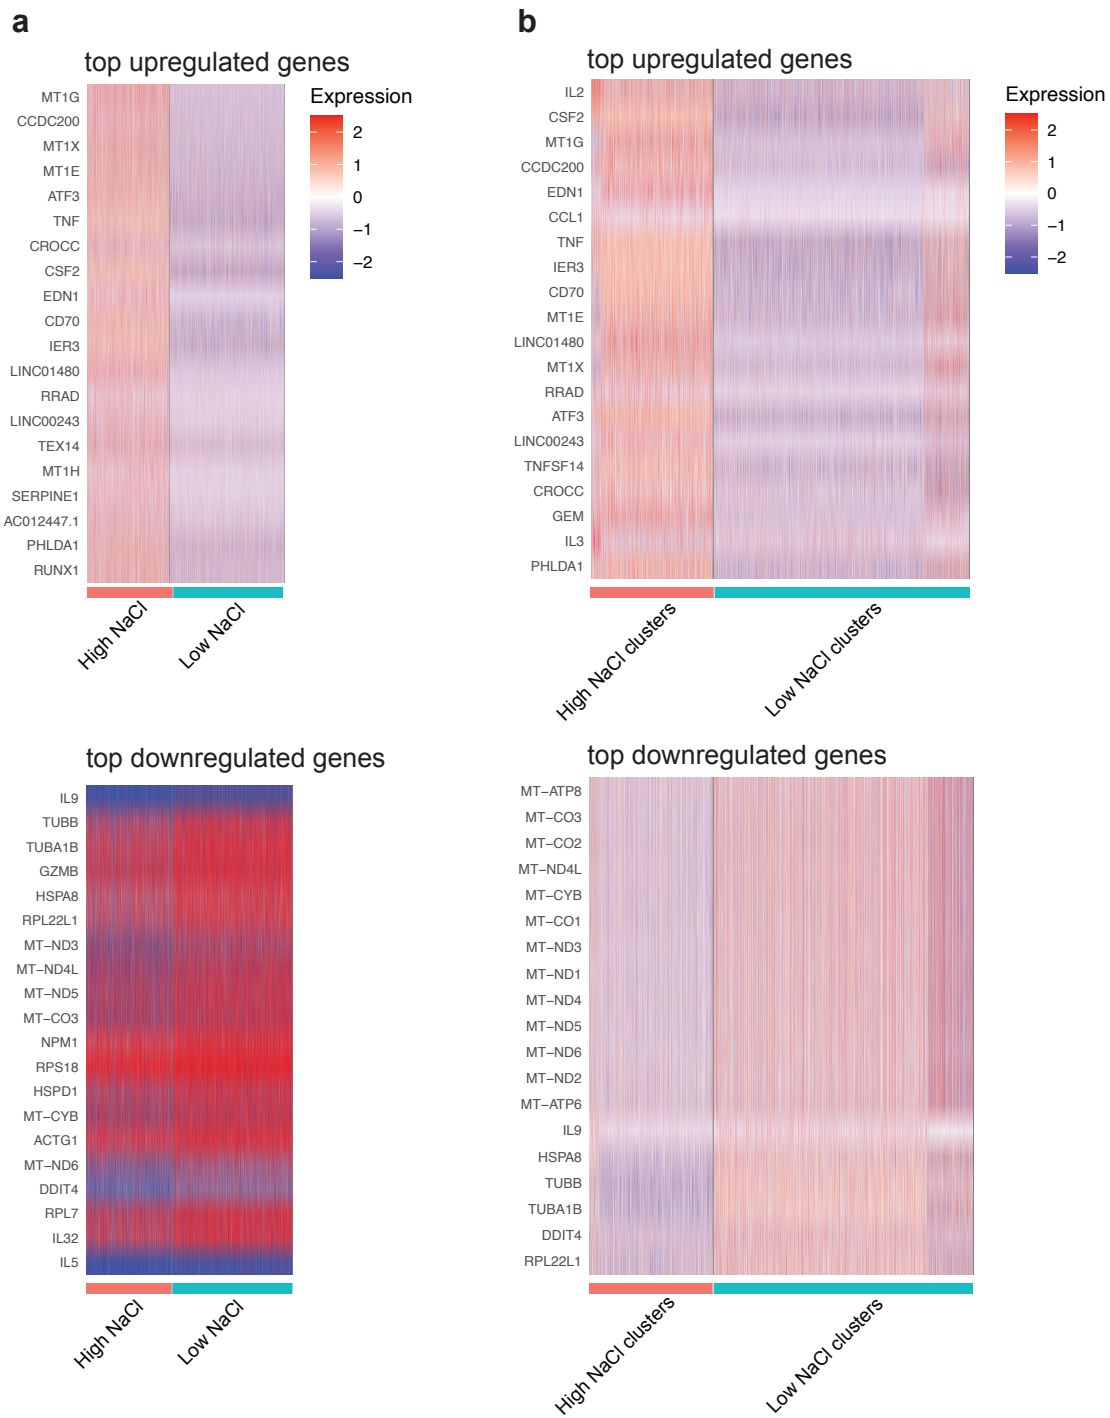 a
top upregulated genes
MT1G
CCDC200
MT1X
MT1E
ATF3
TNF
CROCC
CSF2
EDN1
CD70
IER3
LINC01480
RRAD
LINC00243
TEX14
MT1H
SERPINE1
AC012447.1
PHLDA1
RUNX1
High NaCl
Low NaCl
Expression
2
1
0
−1
−2
b
top upregulated genes
IL2
CSF2
MT1G
CCDC200
EDN1
CCL1
TNF
IER3
CD70
MT1E
LINC01480
MT1X
RRAD
ATF3
LINC00243
TNFSF14
CROCC
GEM
IL3
PHLDA1
High NaCl clusters
Low NaCl clusters
Expression
2
1
0
−1
−2
top downregulated genes
IL9
TUBB
TUBA1B
GZMB
HSPA8
RPL22L1
MT−ND3
MT−ND4L
MT−ND5
MT−CO3
NPM1
RPS18
HSPD1
MT−CYB
ACTG1
MT−ND6
DDIT4
RPL7
IL32
IL5
High NaCl
Low NaCl
top downregulated genes
MT−ATP8
MT−CO3
MT−CO2
MT−ND4L
MT−CYB
MT−CO1
MT−ND3
MT−ND1
MT−ND4
MT−ND5
MT−ND6
MT−ND2
MT−ATP6
IL9
HSPA8
TUBB
TUBA1B
DDIT4
RPL22L1
High NaCl clusters
Low NaCl clusters